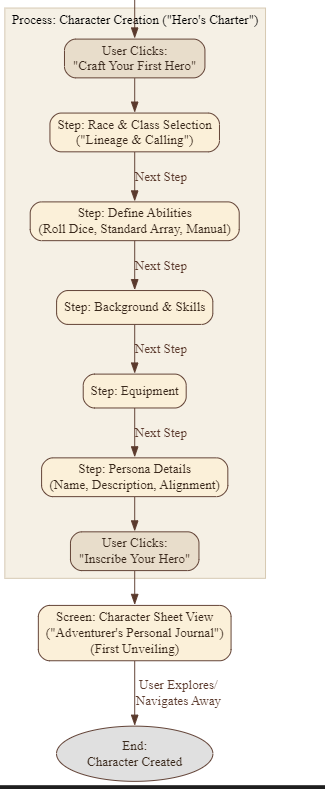 Process: Character Creation ("Hero's Charter")
User Clicks:
"Craft Your First Hero"
Step: Race & Class Selection
("Lineage & Calling")
Next Step
Step: Define Abilities
(Roll Dice, Standard Array, Manual)
Next Step
Step: Background & Skills
Next Step
Step: Equipment
Next Step
Step: Persona Details
(Name, Description, Alignment)
User Clicks:
"Inscribe Your Hero"
Screen: Character Sheet View
("Adventurer's Personal Journal")
(First Unveiling)
User Explores/
Navigates Away
End:
Character Created